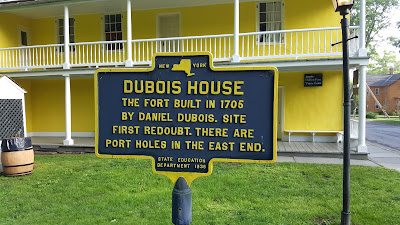 NEW YORK
DUBOIS HOUSE
THE FORT BUILT IN 1705
BY DANIEL DUBOIS. SITE
FIRST REDOUBT. THERE ARE
PORT HOLES IN THE EAST END.
STATE EDUCATION
DEPARTMENT 1936